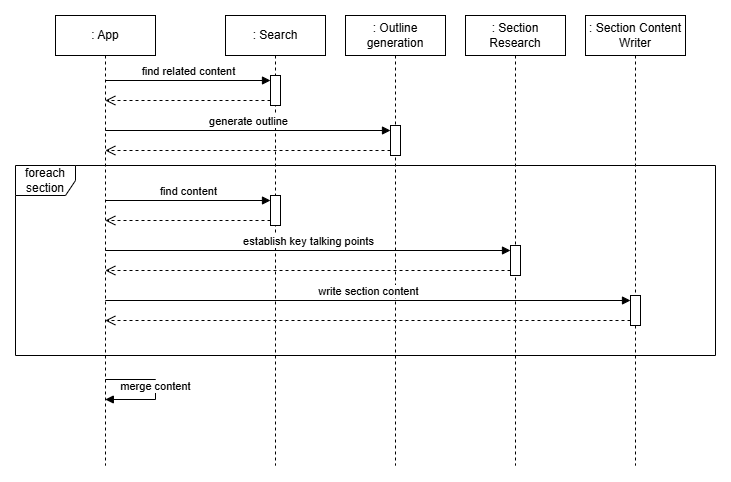 : App
: Search
: Outline
generation
: Section
Research
: Section Content
Writer
find related content
generate outline
foreach
section
find content
establish key talking points
write section content
merge content